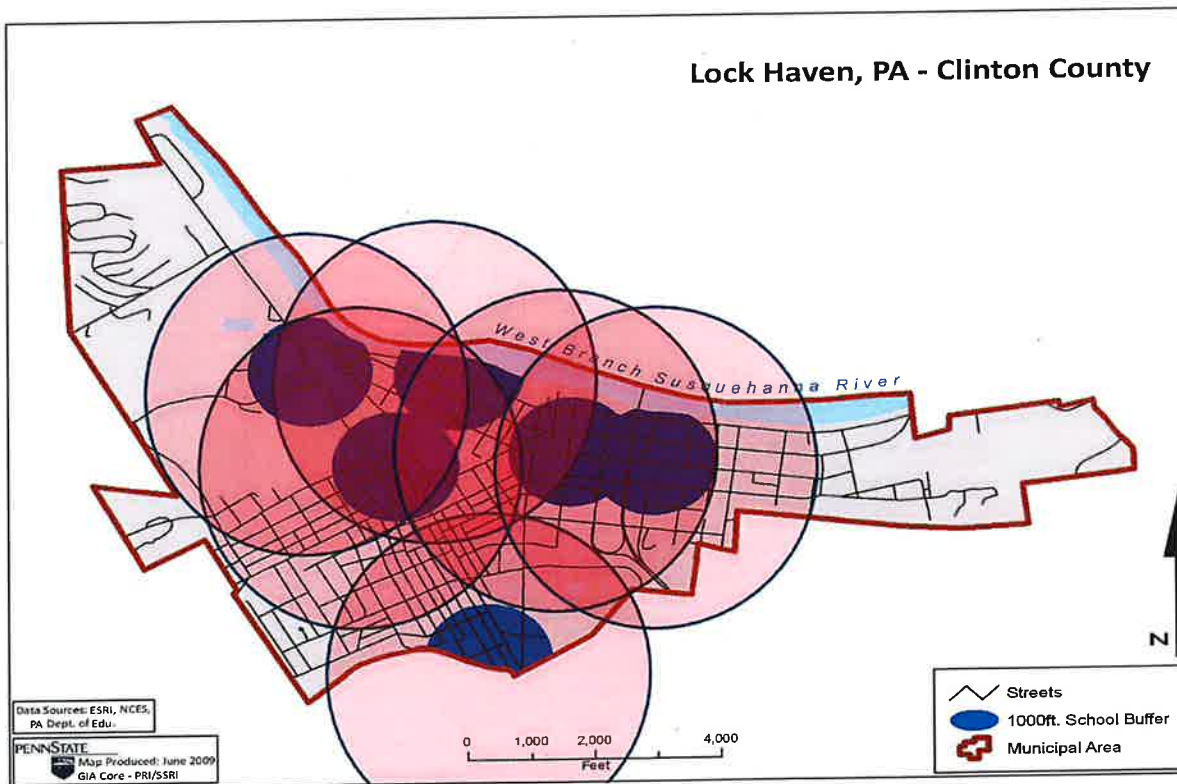 Lock Haven, PA - Clinton County
West Branch Susquehanna River
Data Sources: ESRI, NCES,
PA Dept. of Edu.
PENNSTATE
Map Produced: June 2009
GIA Core - PRI/SSRI
0 1,000 2,000 4,000
Feet
N
Streets
1000ft. School Buffer
Municipal Area